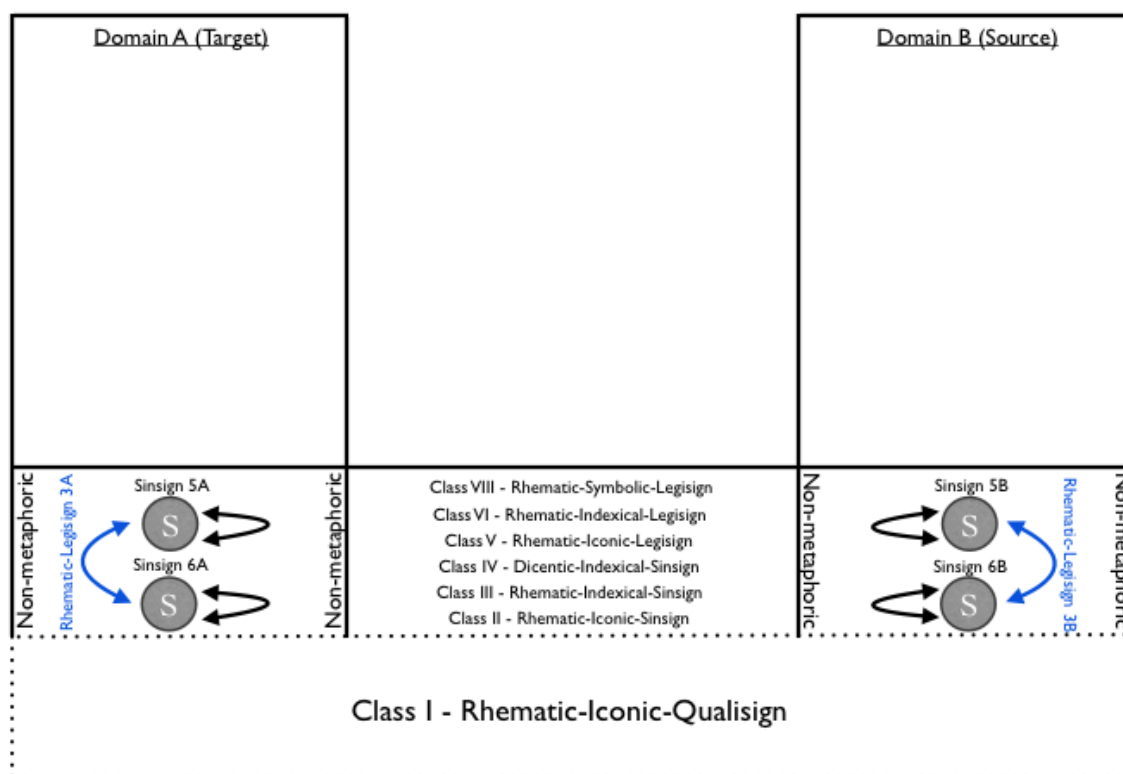 Domain A (Target)
Domain B (Source)
Non-metaphoric
Rhematic-Legisign 3A
Sinsign 5A
S
Sinsign 6A
S
Non-metaphoric
Class VIII - Rhematic-Symbolic-Legisign
Class VI - Rhematic-Indexical-Legisign
Class V - Rhematic-Iconic-Legisign
Class IV - Dicentic-Indexical-Sinsign
Class III - Rhematic-Indexical-Sinsign
Class II - Rhematic-Iconic-Sinsign
Non-metaphoric
Sinsign 5B
S
Sinsign 6B
S
Rhematic-Legisign 3B
Non-metaphoric
Class I - Rhematic-Iconic-Qualisign